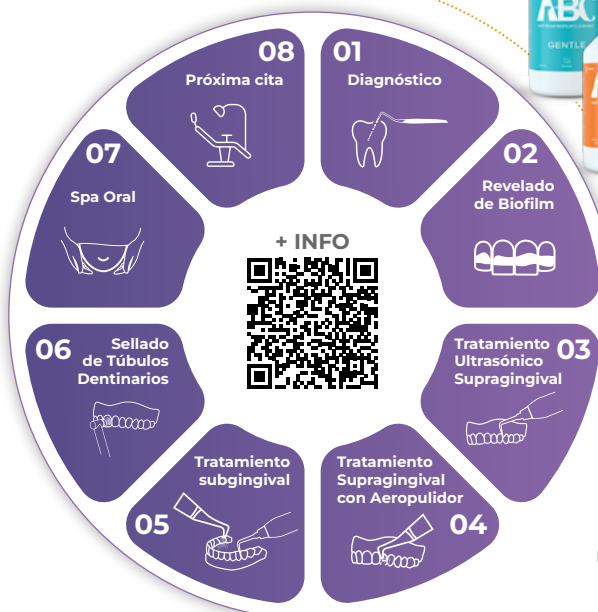 ABC
GENTLE
08
Próxima cita
01
Diagnóstico
02
Revelado
de Biofilm
07
Spa Oral
+ INFO
03
Tratamiento
Ultrasónico
Supragingival
06
Sellado
de Túbulos
Dentinarios
Tratamiento
Supragingival
con Aeropulidor
04
Tratamiento
subgingival
05